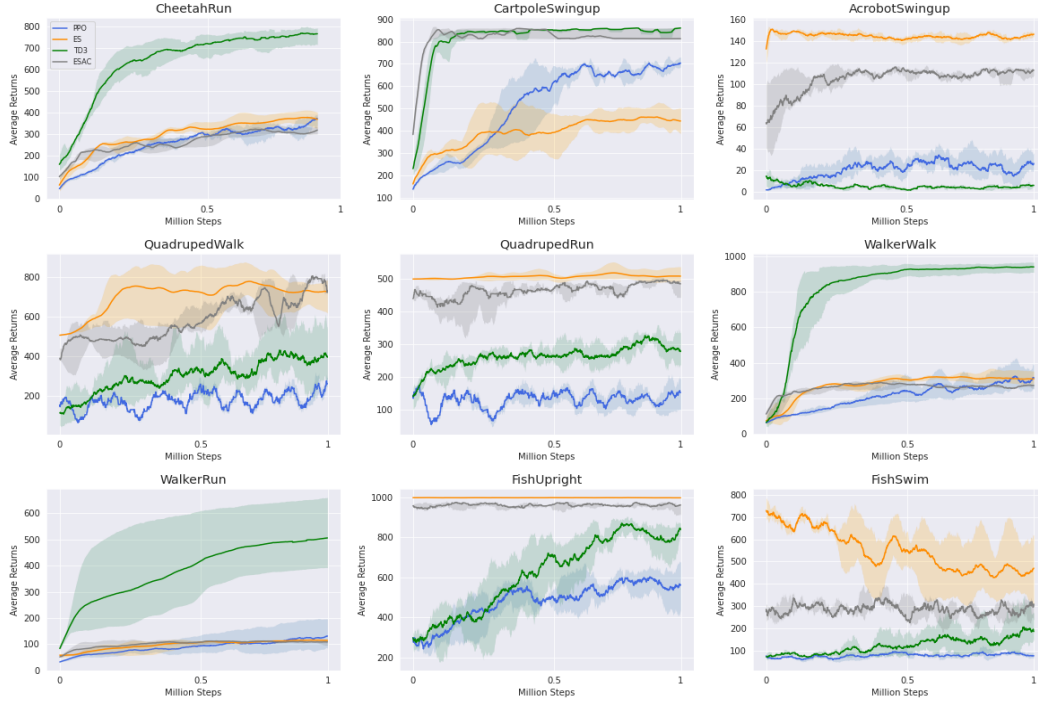 CheetahRun
Average Returns
800
700
600
500
400
300
200
100
0
PPO
ES
TD3
ESAC
0
0.5
1
Million Steps
CartpoleSwingup
Average Returns
900
800
700
600
500
400
300
200
100
0
0.5
1
Million Steps
AcrobotSwingup
Average Returns
160
140
120
100
80
60
40
20
0
0
0.5
1
Million Steps
QuadrupedWalk
Average Returns
800
600
400
200
0
0.5
1
Million Steps
QuadrupedRun
Average Returns
500
400
300
200
100
0
0.5
1
Million Steps
WalkerWalk
Average Returns
1000
800
600
400
200
0
0
0.5
1
Million Steps
WalkerRun
Average Returns
600
500
400
300
200
100
0
0
0.5
1
Million Steps
FishUpright
Average Returns
1000
800
600
400
200
0
0.5
1
Million Steps
FishSwim
Average Returns
800
700
600
500
400
300
200
100
0
0.5
1
Million Steps